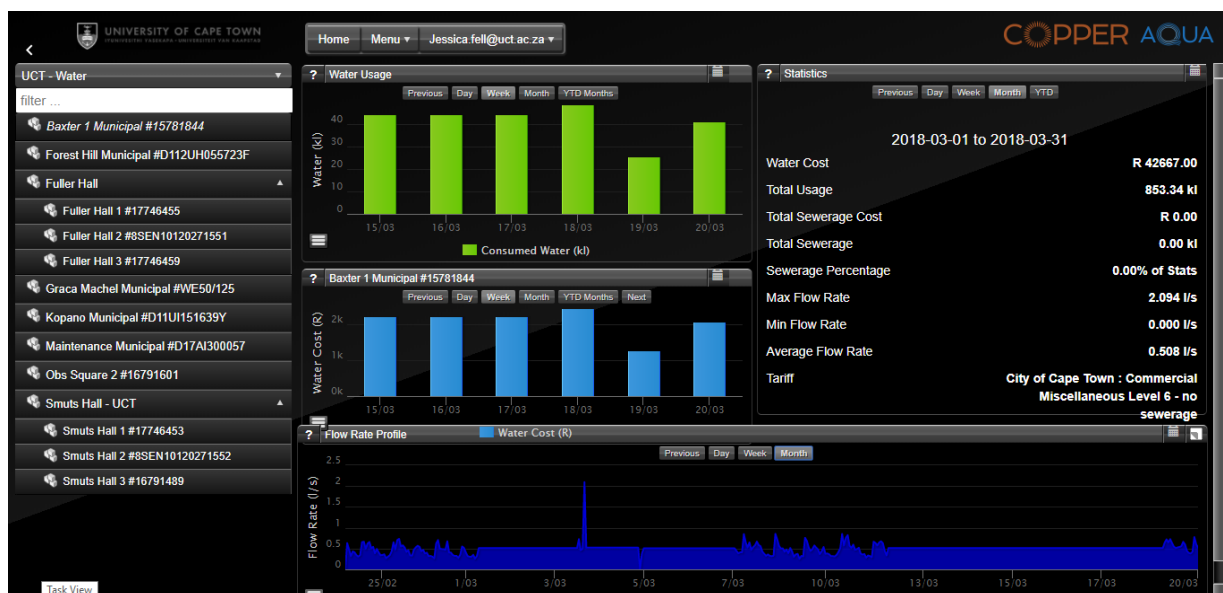 UNIVERSITY OF CAPE TOWN
Home Menu Jessica.fell@uct.ac.za
COPPER AQUA
UCT - Water
filter ...
Baxter 1 Municipal #15781844
Forest Hill Municipal #D112UH055723F
Fuller Hall
Fuller Hall 1 #17746455
Fuller Hall 2 #8SEN10120271551
Fuller Hall 3 #17746459
Graca Machel Municipal #WE50/125
Kopano Municipal #D11UI151639Y
Maintenance Municipal #D17AI300057
Obs Square 2 #16791601
Smuts Hall - UCT
Smuts Hall 1 #17746453
Smuts Hall 2 #8SEN10120271552
Smuts Hall 3 #16791489
Task View
? Water Usage
Previous Day Week Month YTD Months
Water (kl)
40
30
20
10
0
15/03 16/03 17/03 18/03 19/03 20/03
Consumed Water (kl)
? Baxter 1 Municipal #15781844
Previous Day Week Month YTD Months Next
Water Cost (R)
2k
1k
0k
15/03 16/03 17/03 18/03 19/03 20/03
Water Cost (R)
? Statistics
Previous Day Week Month YTD
2018-03-01 to 2018-03-31
Water Cost R 42667.00
Total Usage 853.34 kl
Total Sewerage Cost R 0.00
Total Sewerage 0.00 kl
Sewerage Percentage 0.00% of Stats
Max Flow Rate 2.094 l/s
Min Flow Rate 0.000 l/s
Average Flow Rate 0.508 l/s
Tariff City of Cape Town : Commercial
Miscellaneous Level 6 - no
sewerage
? Flow Rate Profile
Previous Day Week Month
Flow Rate (l/s)
2.5
2
1.5
1
0.5
0
25/02 1/03 3/03 5/03 7/03 10/03 13/03 15/03 17/03 20/03